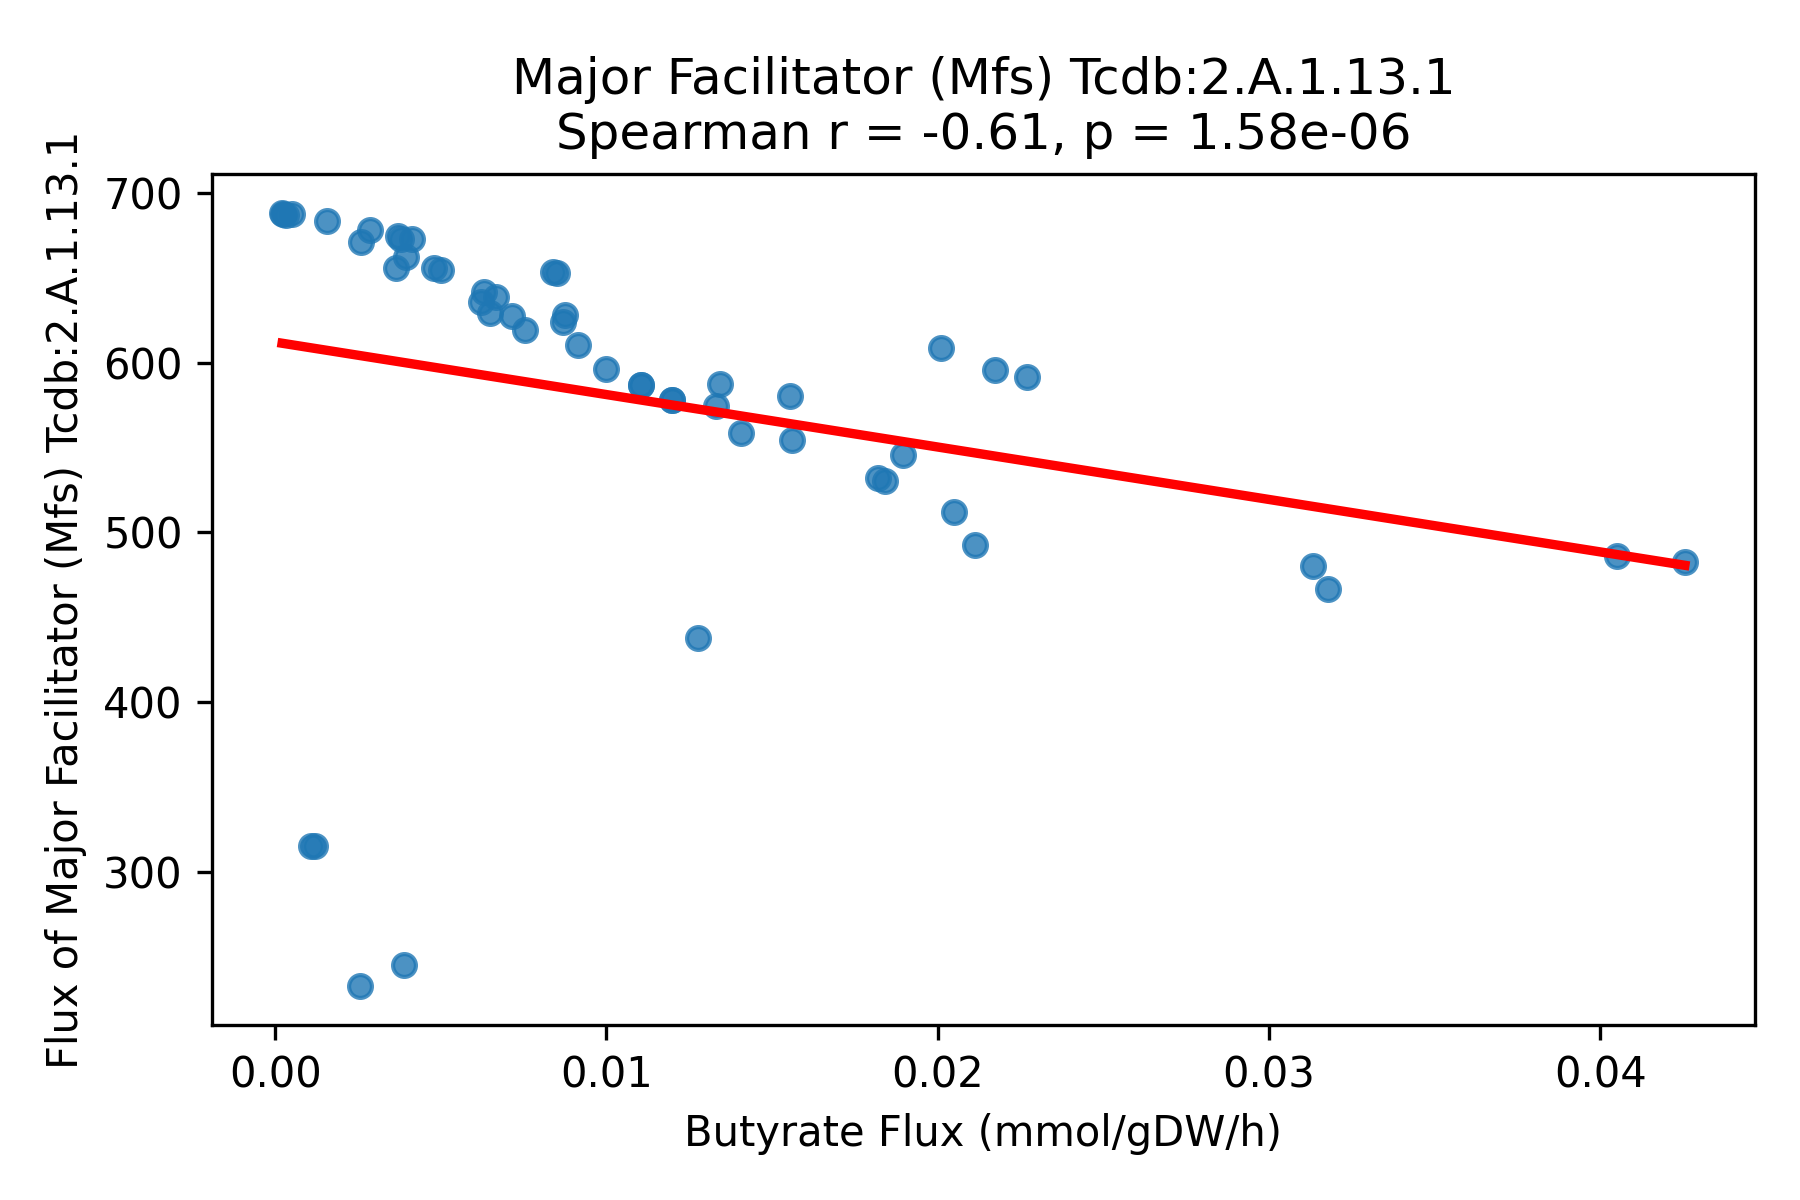 Major Facilitator (Mfs) Tcdb:2.A.1.13.1
Spearman r = -0.61, p = 1.58e-06
Flux of Major Facilitator (Mfs) Tcdb:2.A.1.13.1
700
600
500
400
300
0.00 0.01 0.02 0.03 0.04
Butyrate Flux (mmol/gDW/h)